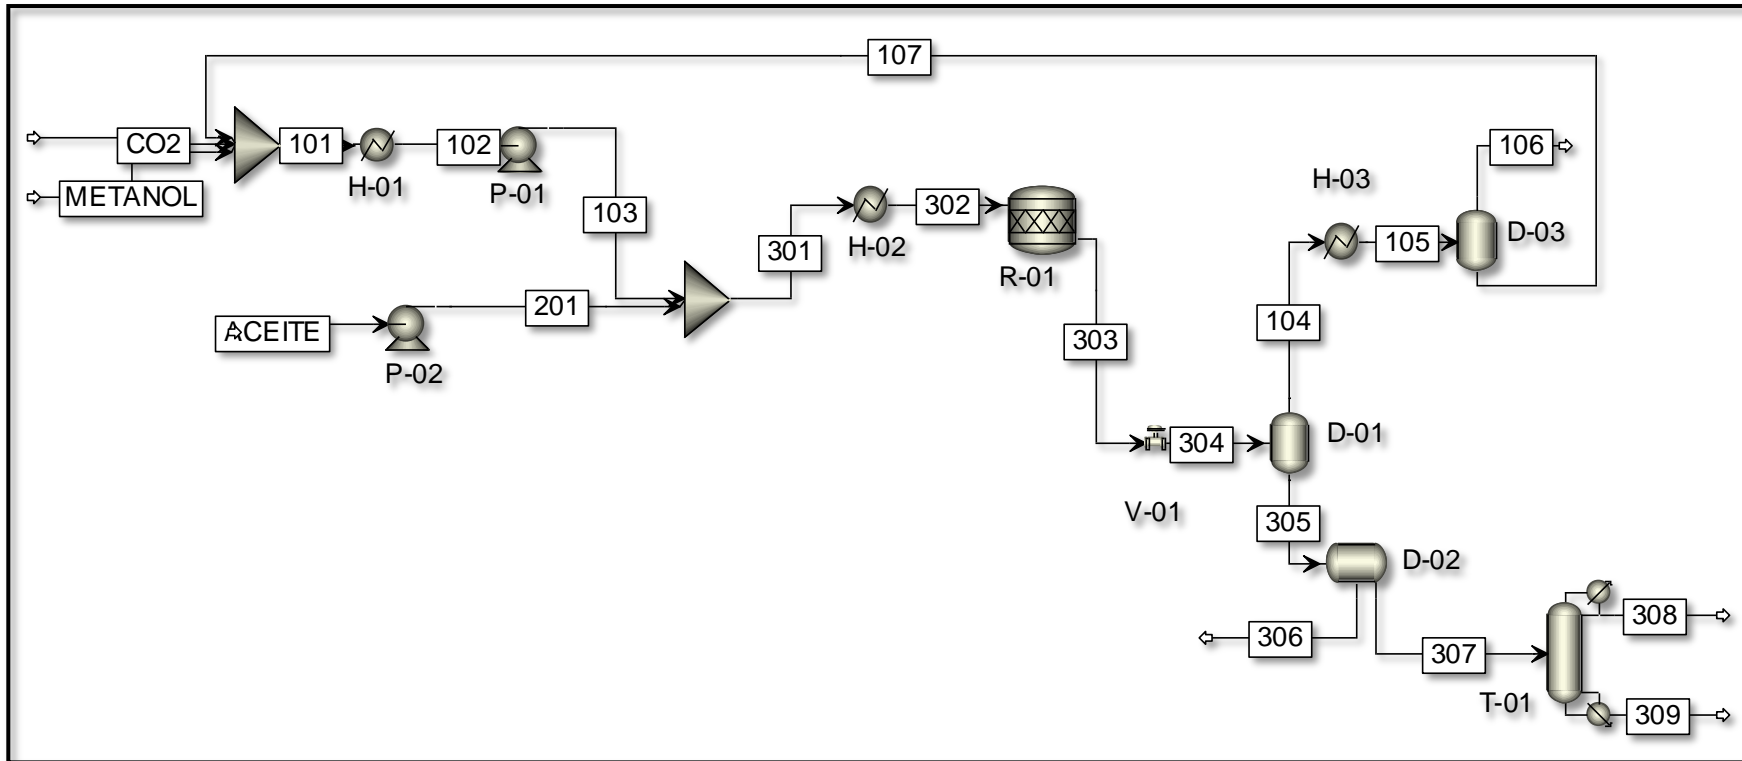 107
CO2
101
102
METANOL
H-01
P-01
103
106
H-03
302
301
H-02
R-01
105
D-03
ACEITE
201
P-02
303
104
304
D-01
V-01
305
D-02
306
307
308
T-01
309